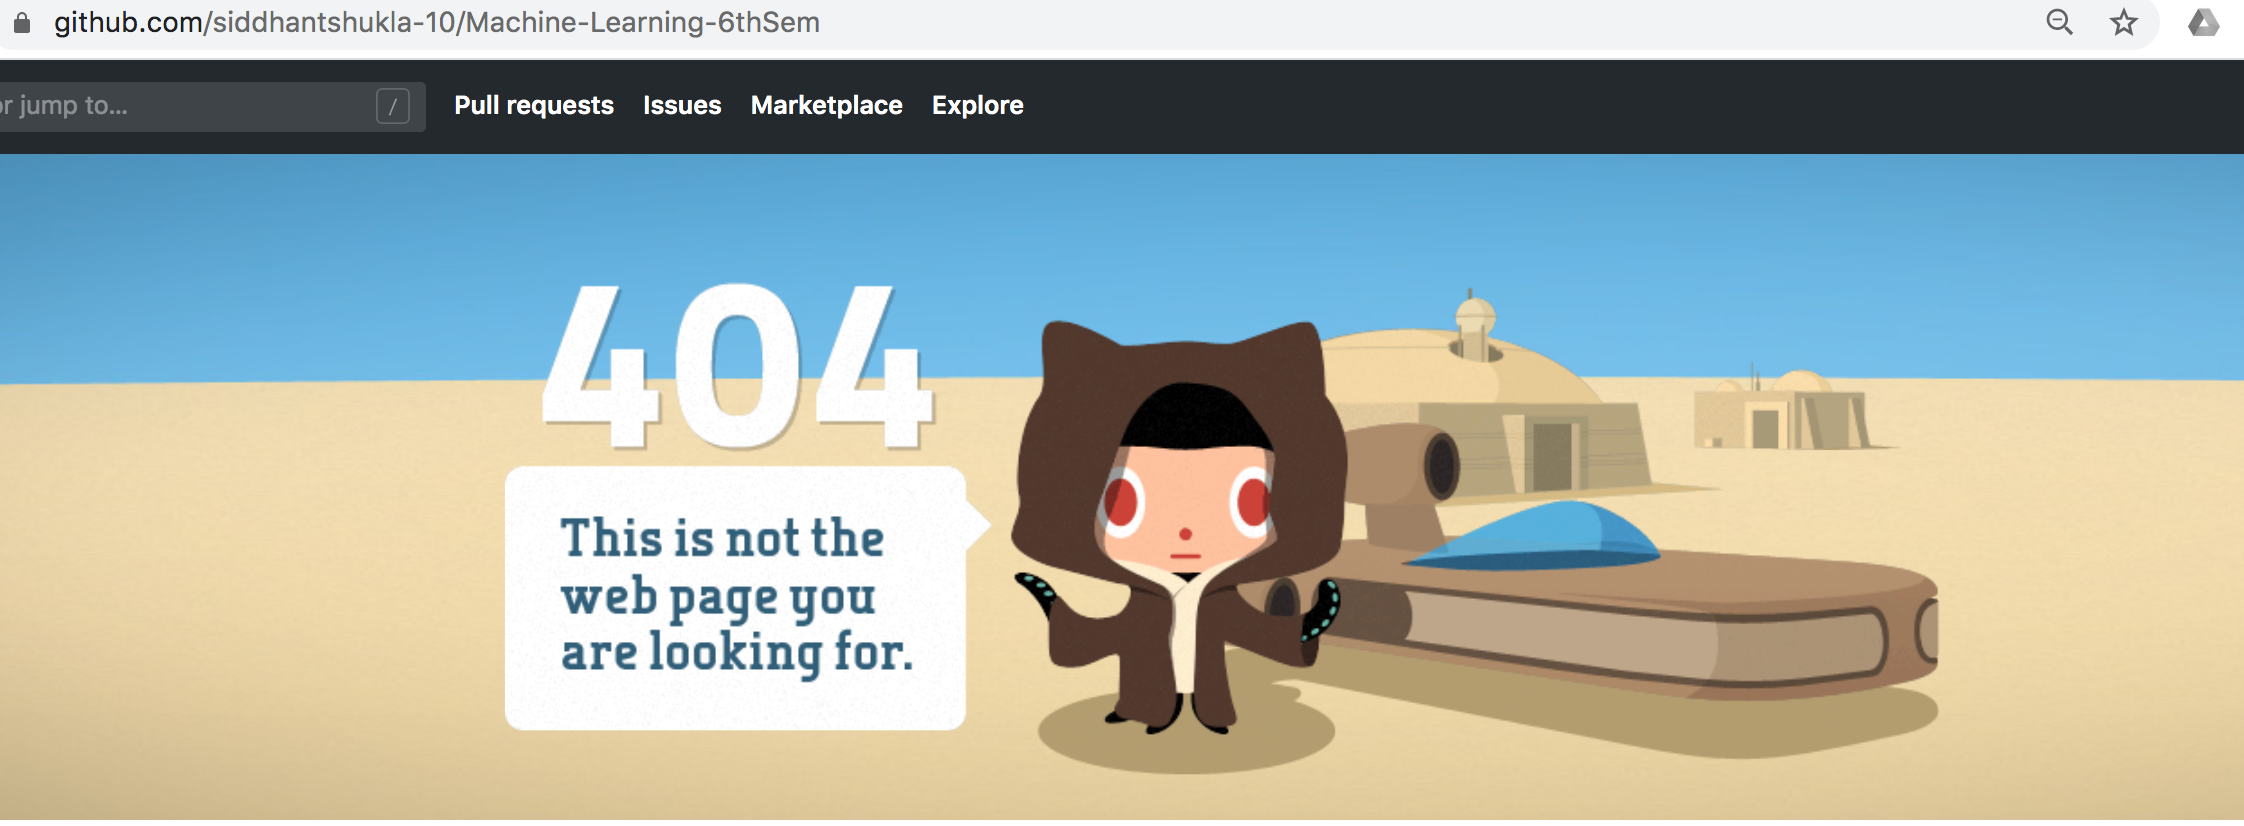 github.com/siddhantshukla-10/Machine-Learning-6thSem
or jump to...
/
Pull requests Issues Marketplace Explore
404
This is not the
web page you
are looking for.